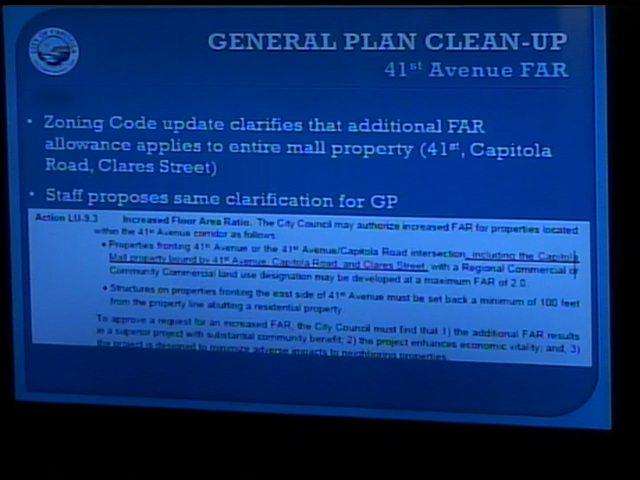 GENERAL PLAN CLEAN-UP
41st Avenue FAR
• Zoning Code update clarifies that additional FAR
allowance applies to entire mall property (41st, Capitola
Road, Clares Street)
• Staff proposes same clarification for GP
Action LU-9.3 Increased Floor Area Ratio. The City Council may authorize increased FAR for properties located
within the 41st Avenue corridor as follows:
• Properties fronting 41st Avenue or the 41st Avenue/Capitola Road intersection, including the Capitola
Mall property bound by 41st Avenue, Capitola Road, and Clares Street, with a Regional Commercial or
Community Commercial land use designation may be developed at a maximum FAR of 2.0.
• Structures on properties fronting the east side of 41st Avenue must be set back a minimum of 100 feet
from the property line abutting a residential property
To approve a request for an increased FAR, the City Council must find that 1) the additional FAR results
in a superior project with substantial community benefit; 2) the project enhances economic vitality; and, 3)
the project is designed to minimize adverse impacts to neighboring properties.